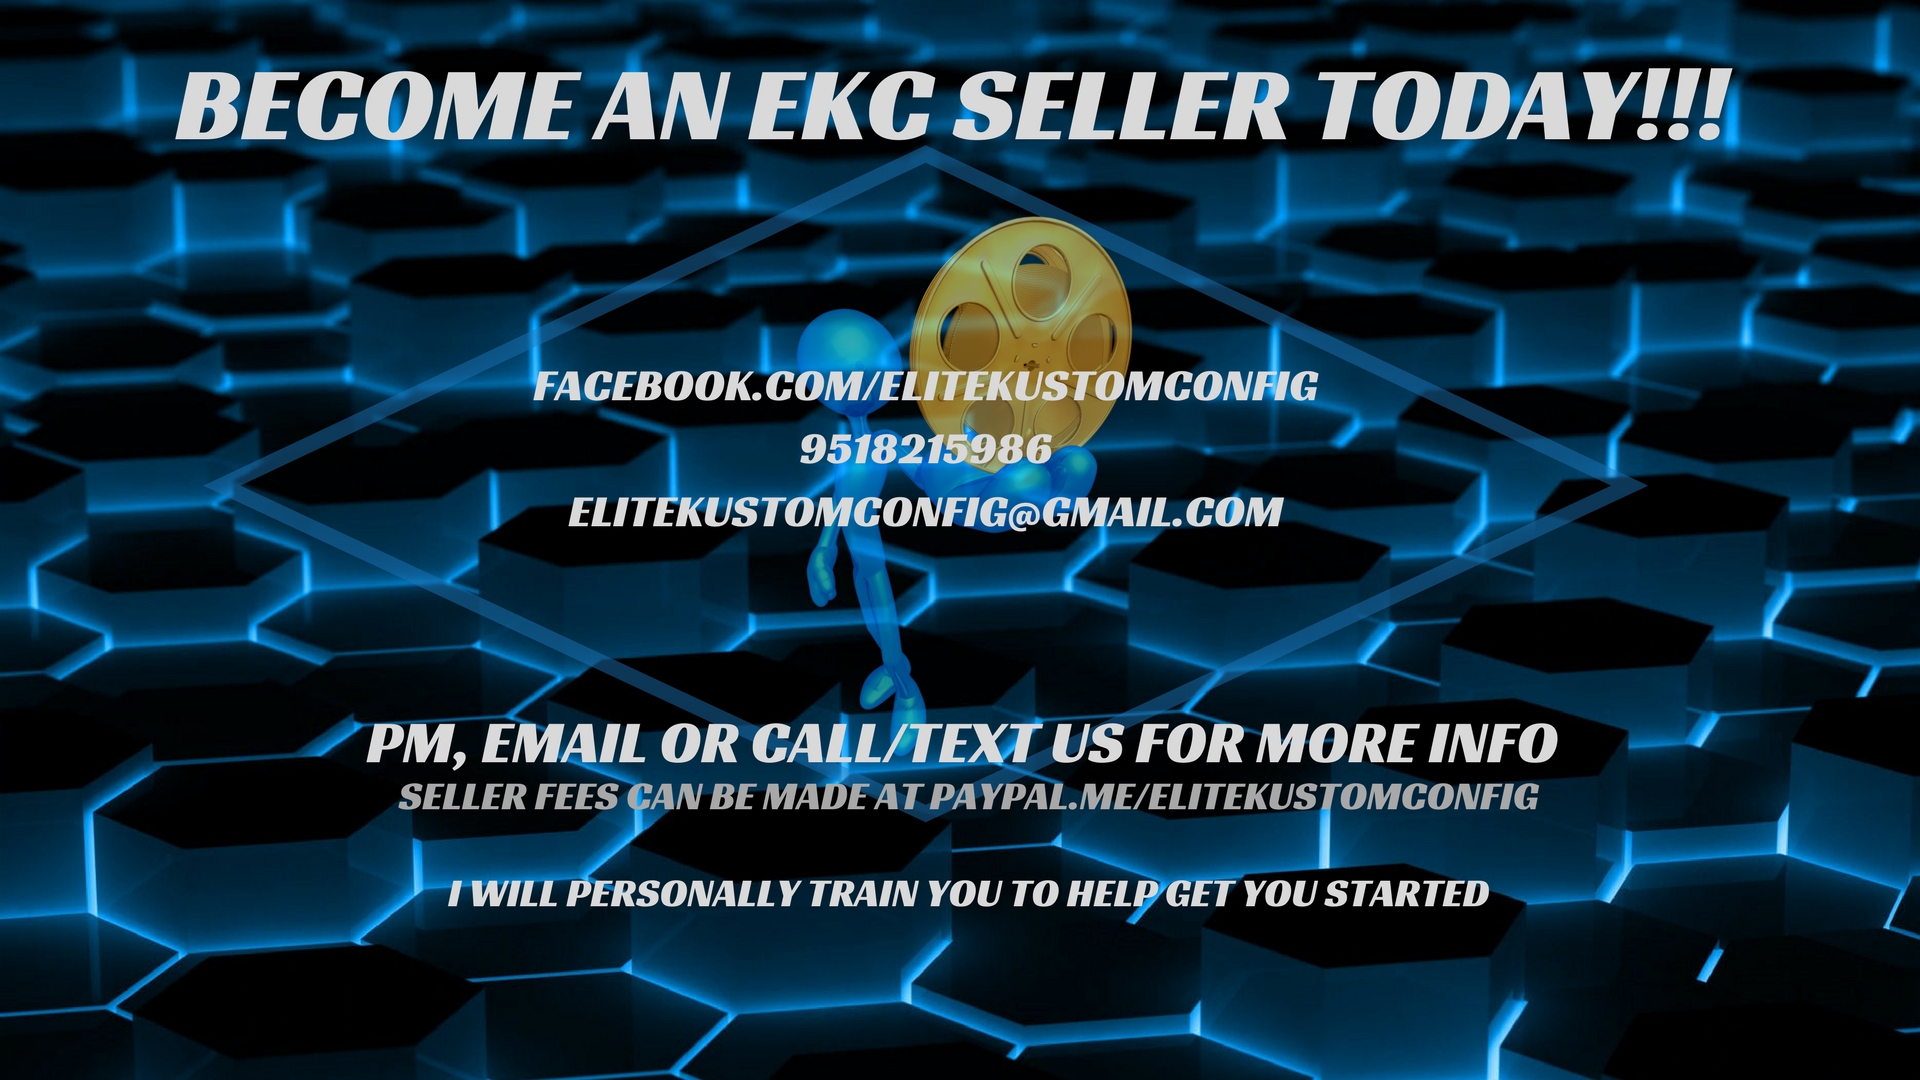 BECOME AN EKC SELLER TODAY!!!
FACEBOOK.COM/ELITEKUSTOMCONFIG
9518215986
ELITEKUSTOMCONFIG@GMAIL.COM
PM, EMAIL OR CALL/TEXT US FOR MORE INFO
SELLER FEES CAN BE MADE AT PAYPAL.ME/ELITEKUSTOMCONFIG
I WILL PERSONALLY TRAIN YOU TO HELP GET YOU STARTED